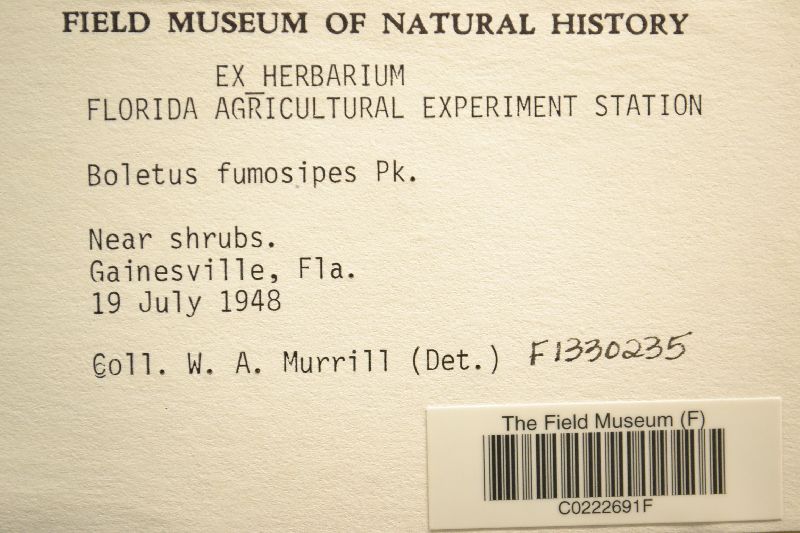 FIELD MUSEUM OF NATURAL HISTORY
EX HERBARIUM
FLORIDA AGRICULTURAL EXPERIMENT STATION
Boletus fumosipes Pk.
Near shrubs.
Gainesville, Fla.
19 July 1948
Coll. W. A. Murrill (Det.) F1330235
The Field Museum (F)
C0222691F